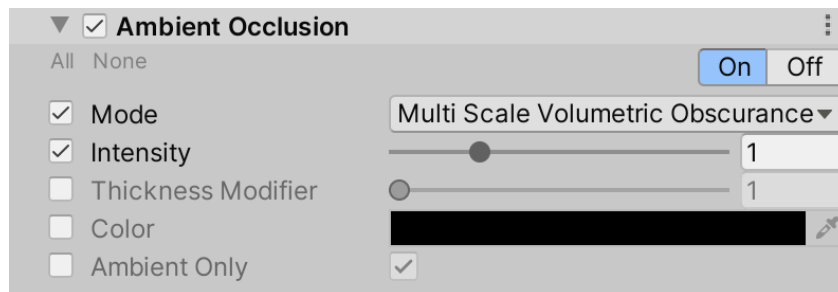 Ambient Occlusion
All None
On Off
Mode Multi Scale Volumetric Obscurance
Intensity 1
Thickness Modifier 1
Color
Ambient Only